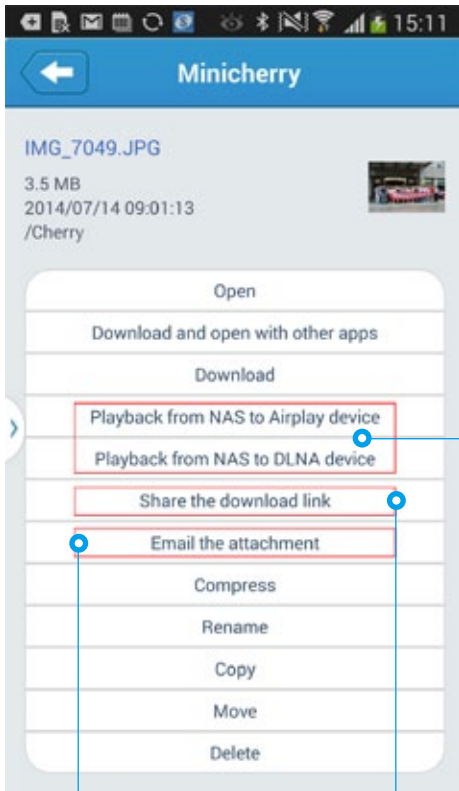 15:11
Minicherry
IMG_7049.JPG
3.5 MB
2014/07/14 09:01:13
/Cherry
Open
Download and open with other apps
Download
Playback from NAS to Airplay device
Playback from NAS to DLNA device
Share the download link
Email the attachment
Compress
Rename
Copy
Move
Delete